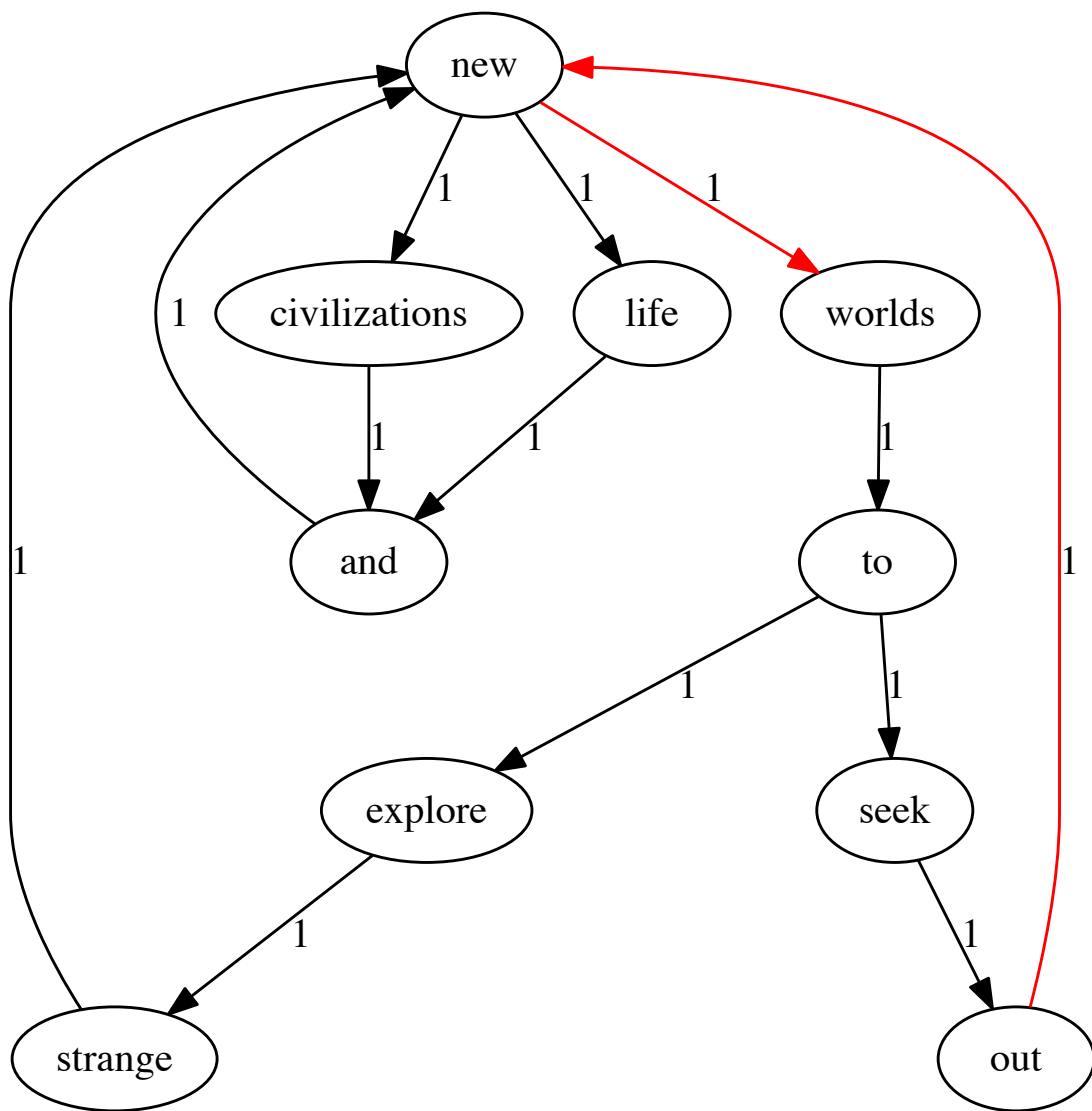 new
1 1 1
civilizations life worlds
1
1 1 1
and to
1 1
1 1
explore seek
1 1
strange out